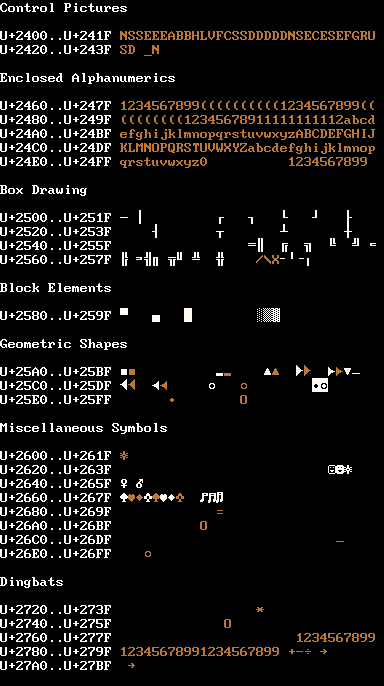 Control Pictures
U+2400..U+241F NSSEEEABBHLVFCSSDDDDDNSECESEFGRU
U+2420..U+243F SD _N
Enclosed Alphanumerics
U+2460..U+247F 1234567899((((((((((1234567899((
U+2480..U+249F ((((((((12345678911111111112abcd
U+24A0..U+24BF efghijklmnopqrstuvwxyzABCDEFGHIJ
U+24C0..U+24DF KLMNOPQRSTUVWXYZabcdefghijklmnop
U+24E0..U+24FF qrstuvwxyz0 1234567899
Box Drawing
U+2500..U+251F ─ │ ┌ ┐ └ ┘ ├
U+2520..U+253F ┤ ┬ ┴ ┼
U+2540..U+255F ═║ ╔ ╗ ╚ ╝
U+2560..U+257F ╠ ╣ ╦ ╩ ╬ ╱╲╳
Block Elements
U+2580..U+259F ▀ ▄ █ ░▒▓
Geometric Shapes
U+25A0..U+25BF
U+25C0..U+25DF
U+25E0..U+25FF
Miscellaneous Symbols
U+2600..U+261F
U+2620..U+263F ☺☻☼
U+2640..U+265F ♀ ♂
U+2660..U+267F ♠♥♦♣♤♥♦♧ ♪♫♬
U+2680..U+269F =
U+26A0..U+26BF
U+26C0..U+26DF
U+26E0..U+26FF
Dingbats
U+2720..U+273F *
U+2740..U+275F
U+2760..U+277F 1234567899
U+2780..U+279F 12345678991234567899 +-÷ →
U+27A0..U+27BF →